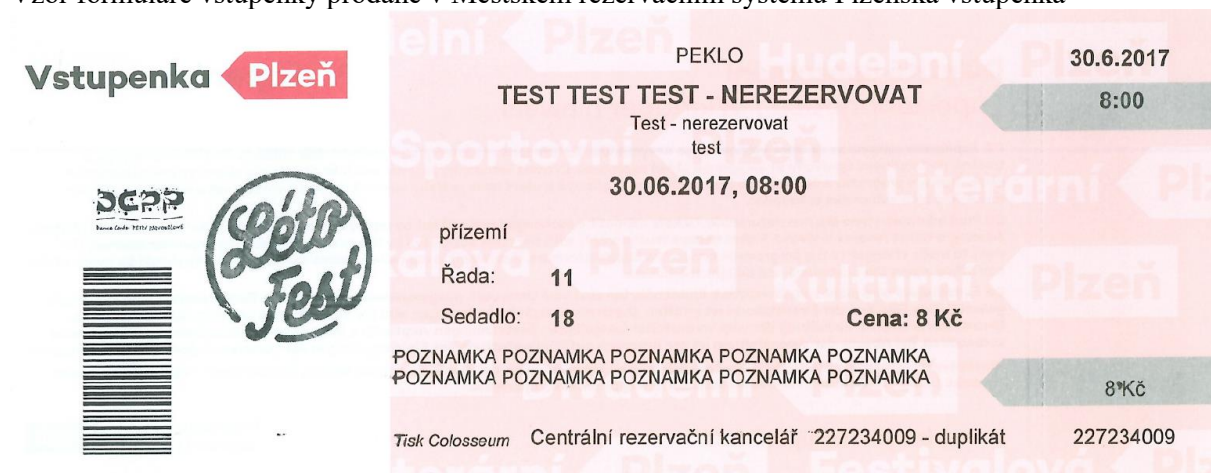 Vzor formuláře vstupenky prodané v Městském rezervačním systému Plzeňská vstupenka
Vstupenka Plzeň
PEKLO
30.6.2017
TEST TEST TEST - NEREZERVOVAT
8:00
Test - nerezervovat
test
30.06.2017, 08:00
Léto
Fest
přízemí
Řada: 11
Sedadlo: 18
Cena: 8 Kč
POZNAMKA POZNAMKA POZNAMKA POZNAMKA POZNAMKA
POZNAMKA POZNAMKA POZNAMKA POZNAMKA POZNAMKA
8 Kč
Tisk Colosseum Centrální rezervační kancelář 227234009 - duplikát
227234009
Hudební Plzeň
Sportovní Plzeň
Literární
Plzeň
Kulturní Plzeň